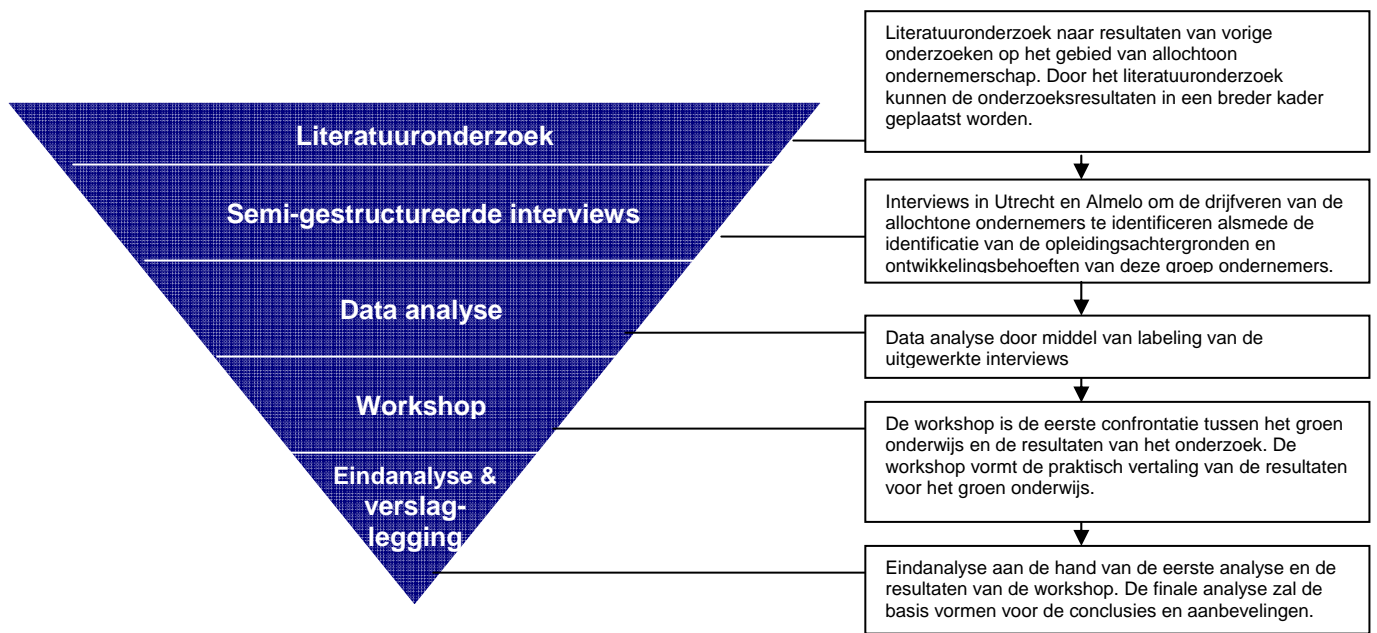 Literatuuronderzoek
Semi-gestructureerde interviews
Data analyse
Workshop
Eindanalyse &
verslag-
legging
Literatuuronderzoek naar resultaten van vorige
onderzoeken op het gebied van allochtoon
ondernemerschap. Door het literatuuronderzoek
kunnen de onderzoeksresultaten in een breder kader
geplaatst worden.
Interviews in Utrecht en Almelo om de drijfveren van de
allochtone ondernemers te identificeren alsmede de
identificatie van de opleidingsachtergronden en
ontwikkelingsbehoeften van deze groep ondernemers.
Data analyse door middel van labeling van de
uitgewerkte interviews
De workshop is de eerste confrontatie tussen het groen
onderwijs en de resultaten van het onderzoek. De
workshop vormt de praktisch vertaling van de resultaten
voor het groen onderwijs.
Eindanalyse aan de hand van de eerste analyse en de
resultaten van de workshop. De finale analyse zal de
basis vormen voor de conclusies en aanbevelingen.